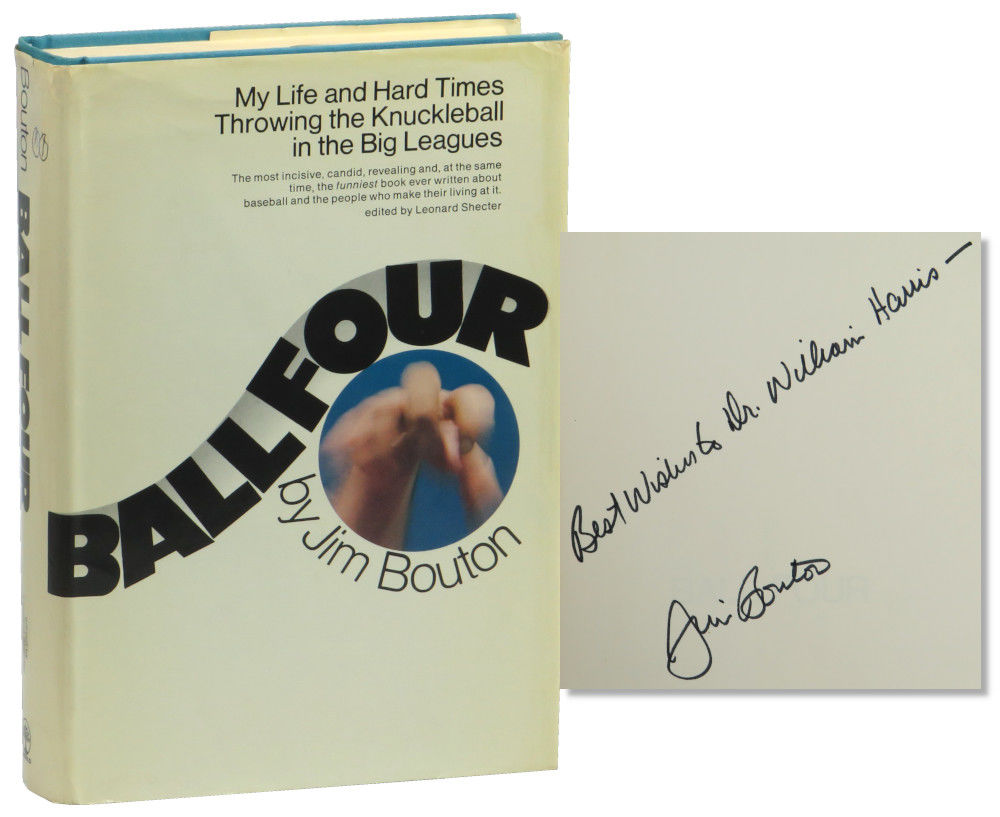 My Life and Hard Times
Throwing the Knuckleball
in the Big Leagues
The most incisive, candid, revealing and, at the same
time, the funniest book ever written about
baseball and the people who make their living at it.
edited by Leonard Shecter
BALL FOUR
by Jim Bouton
Bouton BALL FOUR
Best Wishes to Dr. William Harris —
Jim Bouton